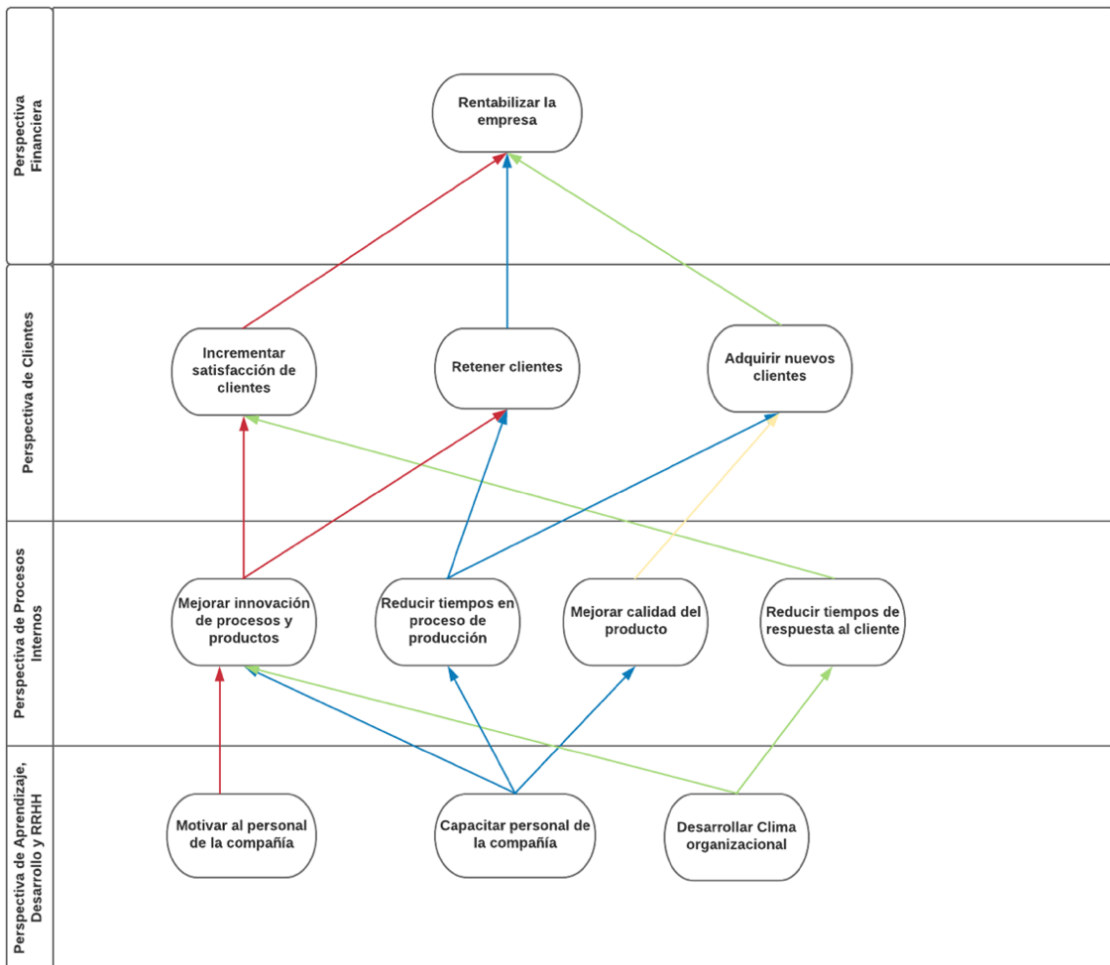 Perspectiva
Financiera
Rentabilizar la
empresa
Perspectiva de Clientes
Incrementar
satisfacción de
clientes
Retener clientes
Adquirir nuevos
clientes
Perspectiva de Procesos
Internos
Mejorar innovación
de procesos y
productos
Reducir tiempos en
proceso de
producción
Mejorar calidad del
producto
Reducir tiempos de
respuesta al cliente
Perspectiva de Aprendizaje,
Desarrollo y RRHH
Motivar al personal
de la compañía
Capacitar personal de
la compañía
Desarrollar Clima
organizacional